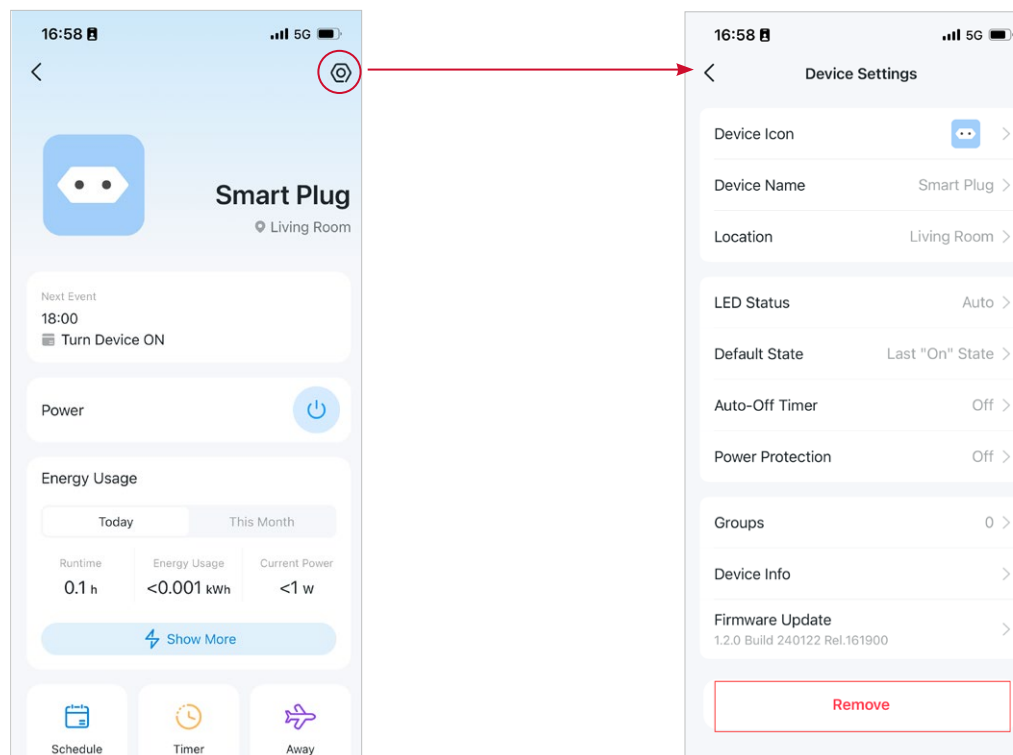 16:58 5G
Smart Plug
Living Room
Next Event
18:00
Turn Device ON
Power
Energy Usage
Today This Month
Runtime Energy Usage Current Power
0.1 h <0.001 kWh <1 w
Show More
Schedule Timer Away
16:58 5G
Device Settings
Device Icon
Device Name Smart Plug
Location Living Room
LED Status Auto
Default State Last "On" State
Auto-Off Timer Off
Power Protection Off
Groups 0
Device Info
Firmware Update
1.2.0 Build 240122 Rel.161900
Remove